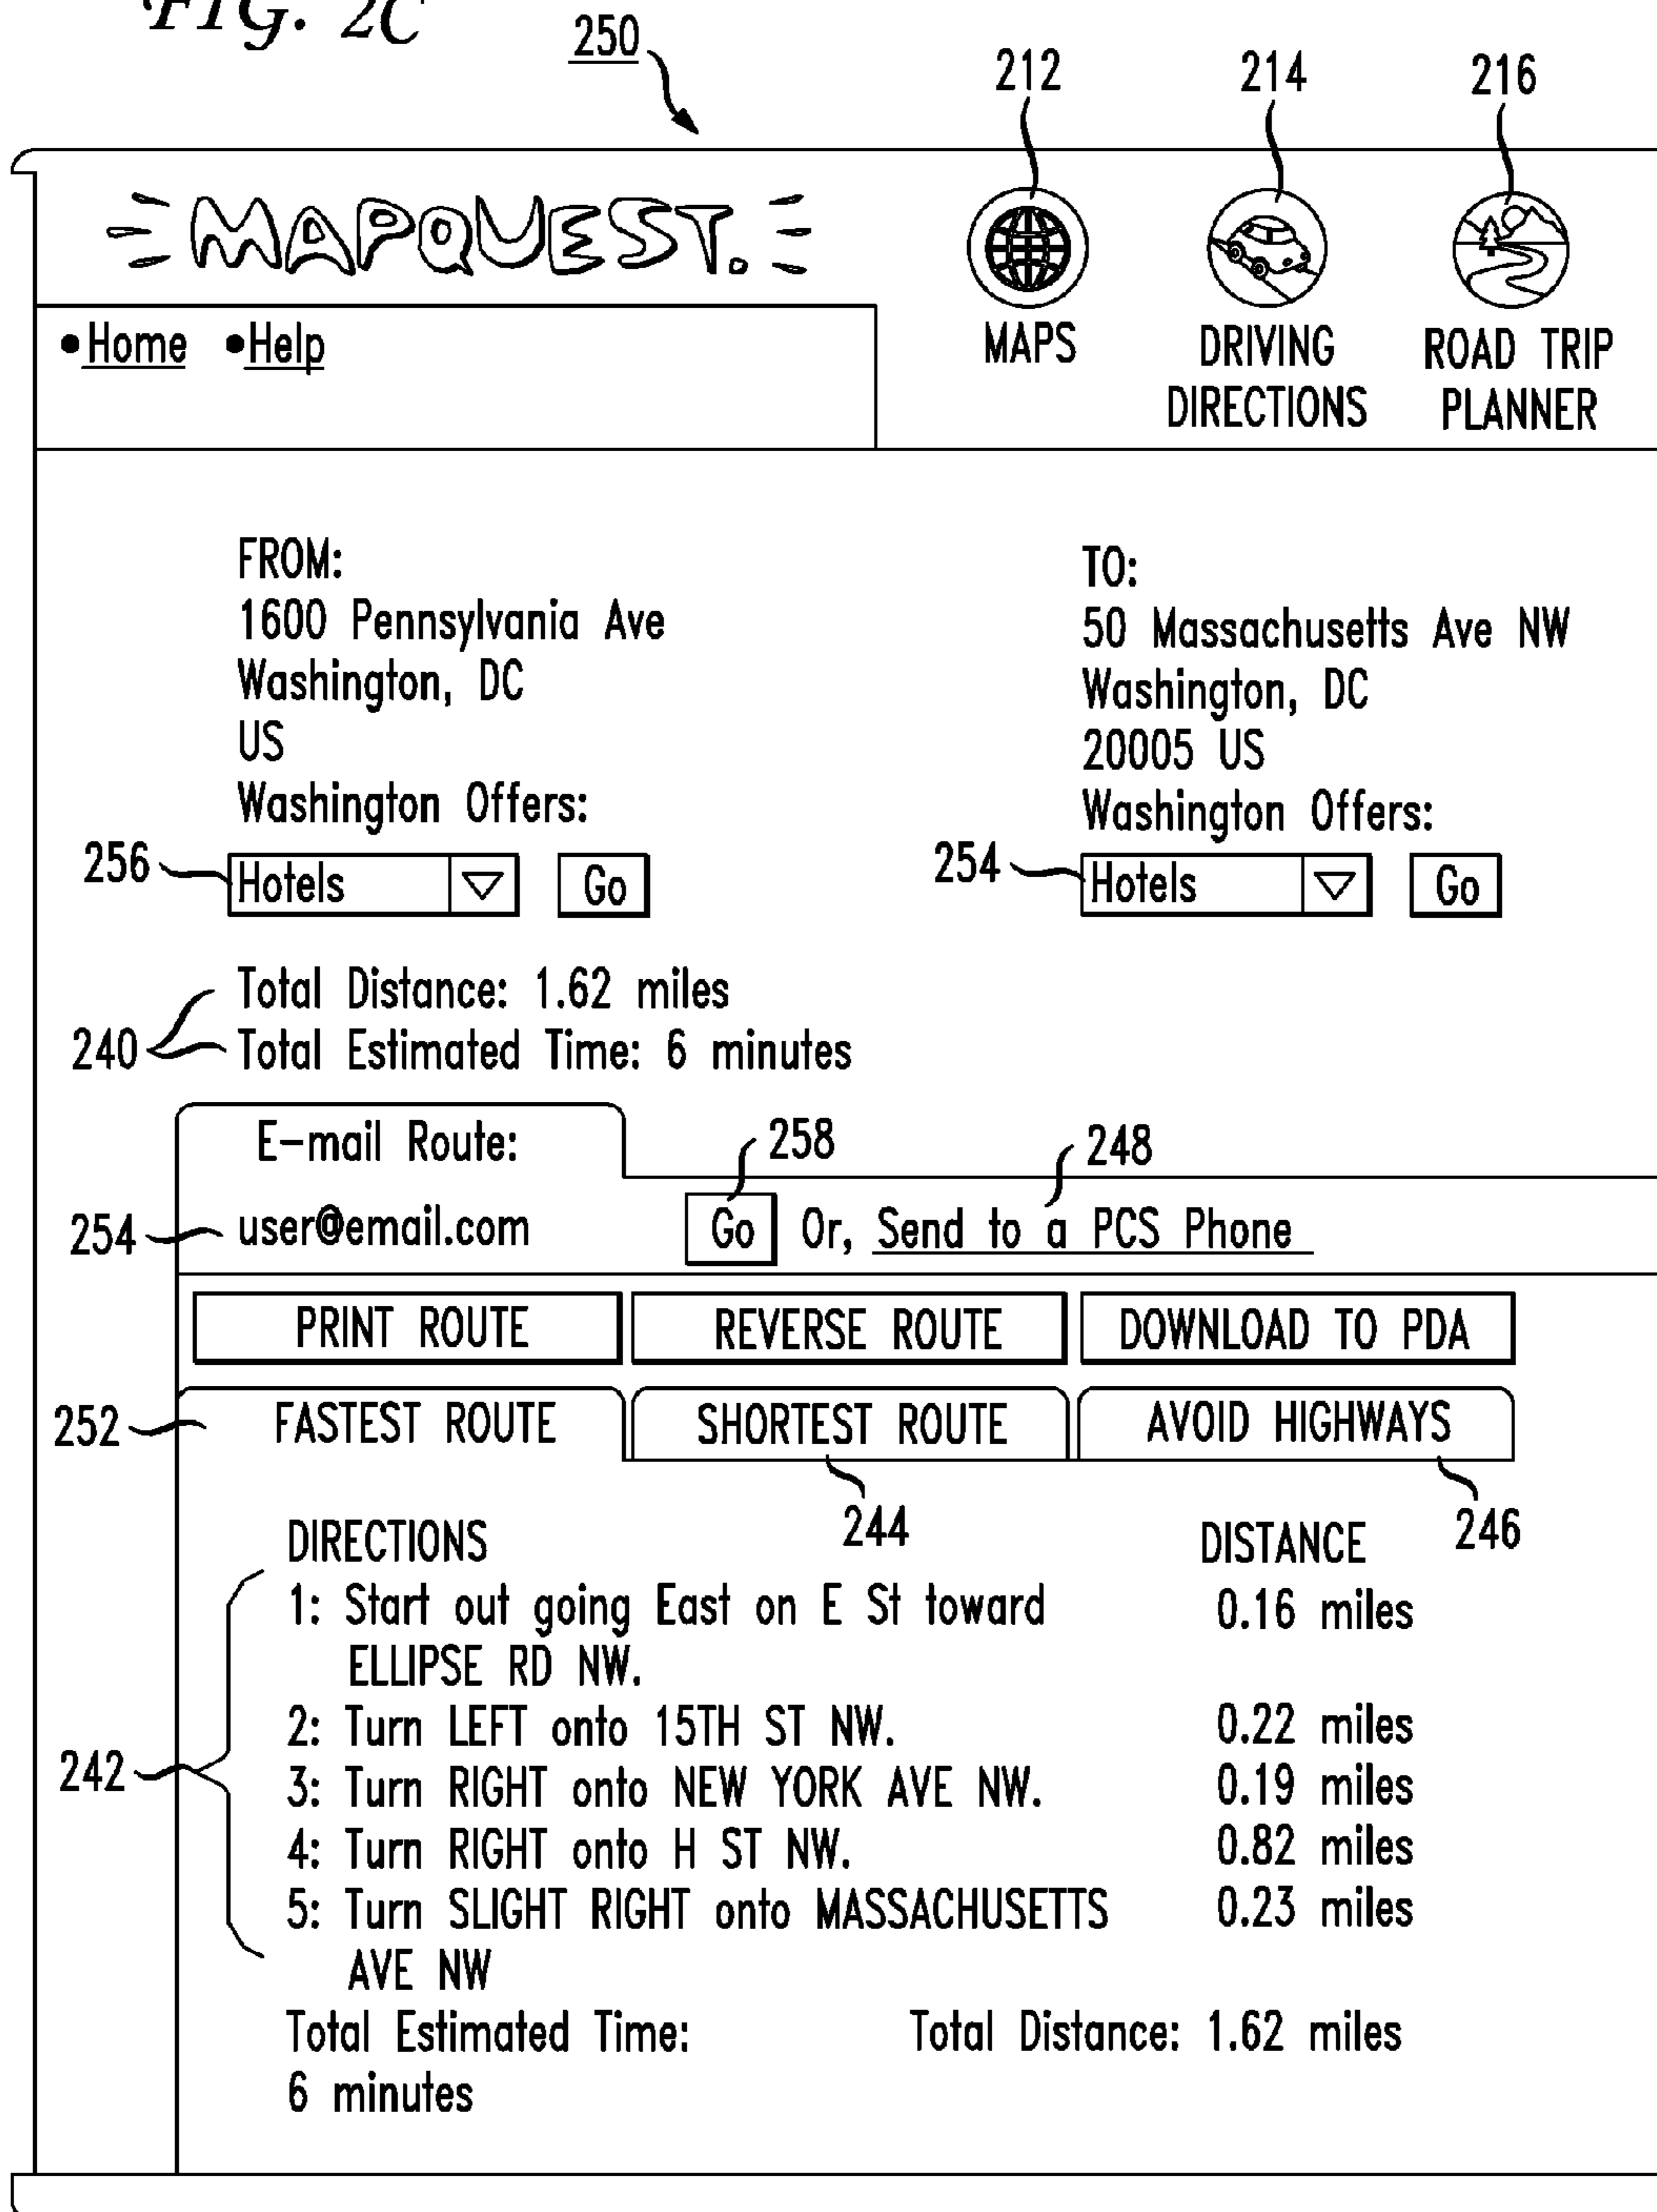 FIG. 2C
250
212 214 216
MAPQUEST.
•Home •Help
MAPS
DRIVING
DIRECTIONS
ROAD TRIP
PLANNER
FROM:
1600 Pennsylvania Ave
Washington, DC
US
Washington Offers:
256 Hotels Go
TO:
50 Massachusetts Ave NW
Washington, DC
20005 US
Washington Offers:
254 Hotels Go
Total Distance: 1.62 miles
240
Total Estimated Time: 6 minutes
E-mail Route:
258 248
254 user@email.com Go Or, Send to a PCS Phone
PRINT ROUTE REVERSE ROUTE DOWNLOAD TO PDA
252 FASTEST ROUTE SHORTEST ROUTE AVOID HIGHWAYS
244 246
DIRECTIONS DISTANCE
1: Start out going East on E St toward 0.16 miles
ELLIPSE RD NW.
2: Turn LEFT onto 15TH ST NW. 0.22 miles
242
3: Turn RIGHT onto NEW YORK AVE NW. 0.19 miles
4: Turn RIGHT onto H ST NW. 0.82 miles
5: Turn SLIGHT RIGHT onto MASSACHUSETTS 0.23 miles
AVE NW
Total Estimated Time: Total Distance: 1.62 miles
6 minutes